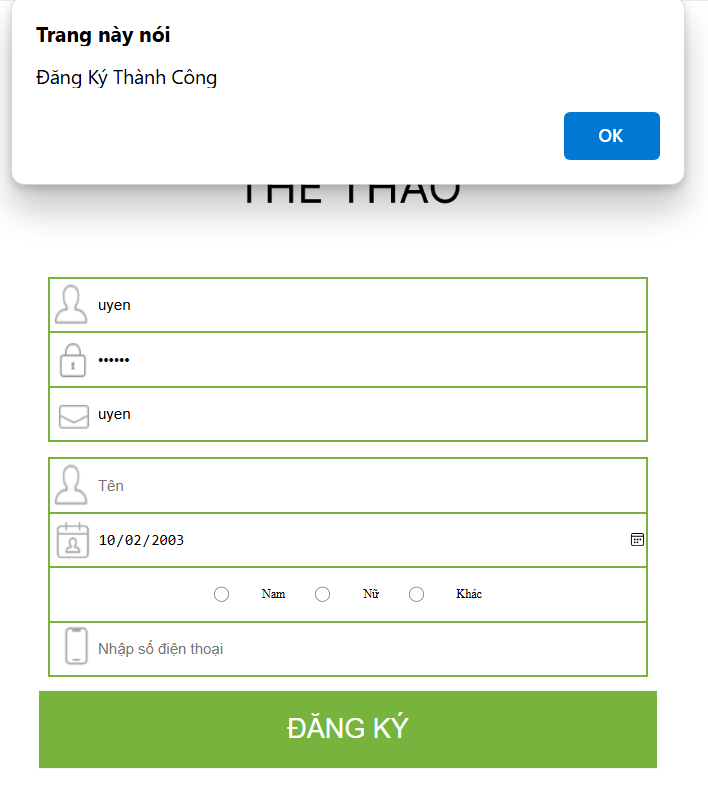 Trang này nói
Đăng Ký Thành Công
OK
THỂ THAO
uyen
••••••
uyen
Tên
10/02/2003
Nam Nữ Khác
Nhập số điện thoại
ĐĂNG KÝ